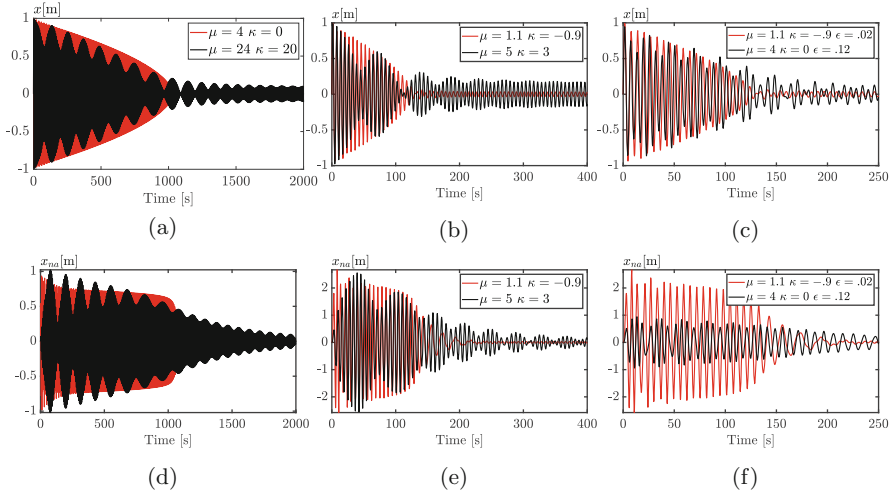 x[m]
1
0.5
0
-0.5
-1
μ = 4 κ = 0
μ = 24 κ = 20
0 500 1000 1500 2000
Time [s]
(a)
x[m]
1
0.5
0
-0.5
-1
μ = 1.1 κ = −0.9
μ = 5 κ = 3
0 100 200 300 400
Time [s]
(b)
x[m]
1
0.5
0
-0.5
-1
μ = 1.1 κ = −.9 ϵ = .02
μ = 4 κ = 0 ϵ = .12
0 50 100 150 200 250
Time [s]
(c)
x_na[m]
1
0.5
0
-0.5
-1
0 500 1000 1500 2000
Time [s]
(d)
x_na[m]
2
1
0
-1
-2
μ = 1.1 κ = −0.9
μ = 5 κ = 3
0 100 200 300 400
Time [s]
(e)
x_na[m]
2
1
0
-1
-2
μ = 1.1 κ = −.9 ϵ = .02
μ = 4 κ = 0 ϵ = .12
0 50 100 150 200 250
Time [s]
(f)